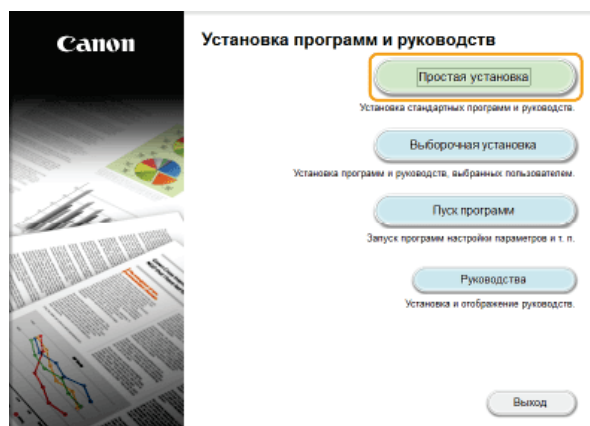 Canon
Установка программ и руководств
Простая установка
Установка стандартных программ и руководств.
Выборочная установка
Установка программ и руководств, выбранных пользователем.
Пуск программ
Запуск программ настройки параметров и т. п.
Руководства
Установка и отображение руководств.
Выход